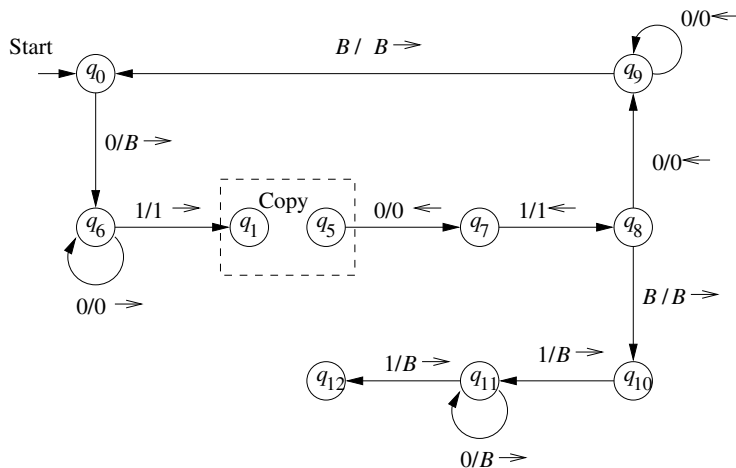 0/0 ←
Start
B / B →
q0
q9
0/B →
0/0 ←
Copy
1/1 →
0/0 ←
1/1 ←
q6
q1
q5
q7
q8
0/0 →
B / B →
1/B →
1/B →
q12
q11
q10
0/B →